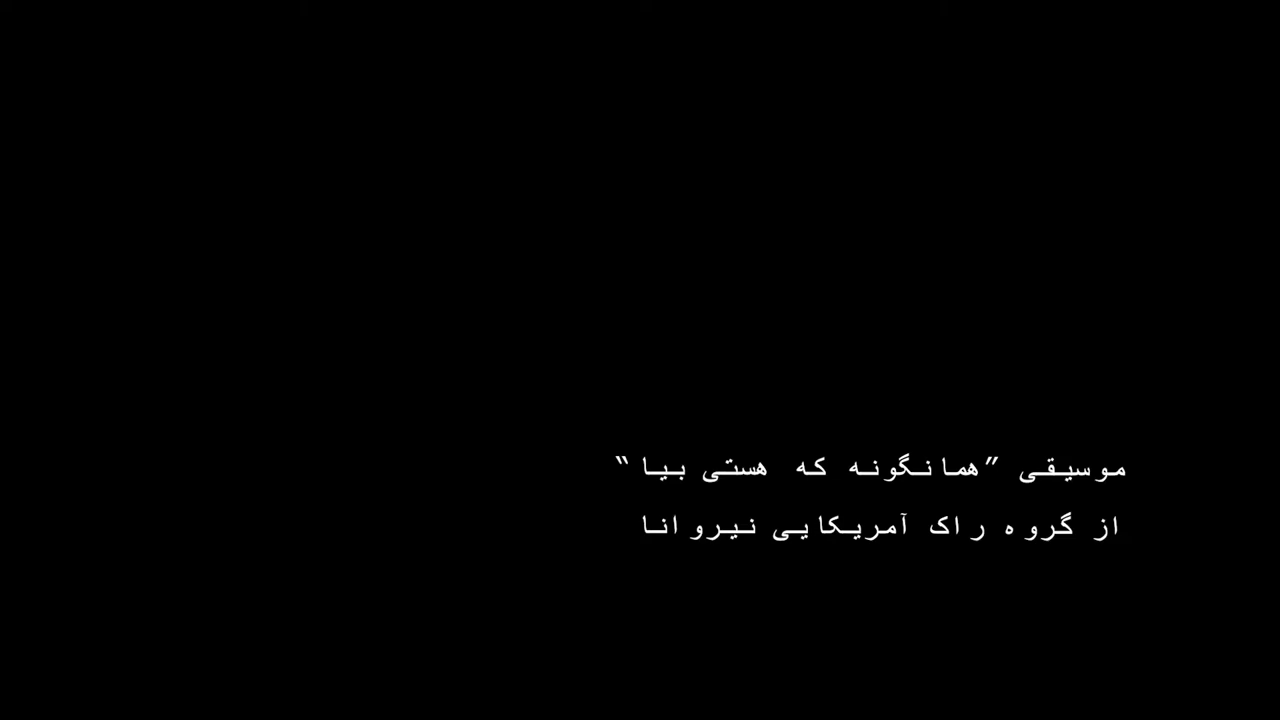 موسیقی ”همانگونه که هستی بیا“
از گروه راک آمریکایی نیروانا